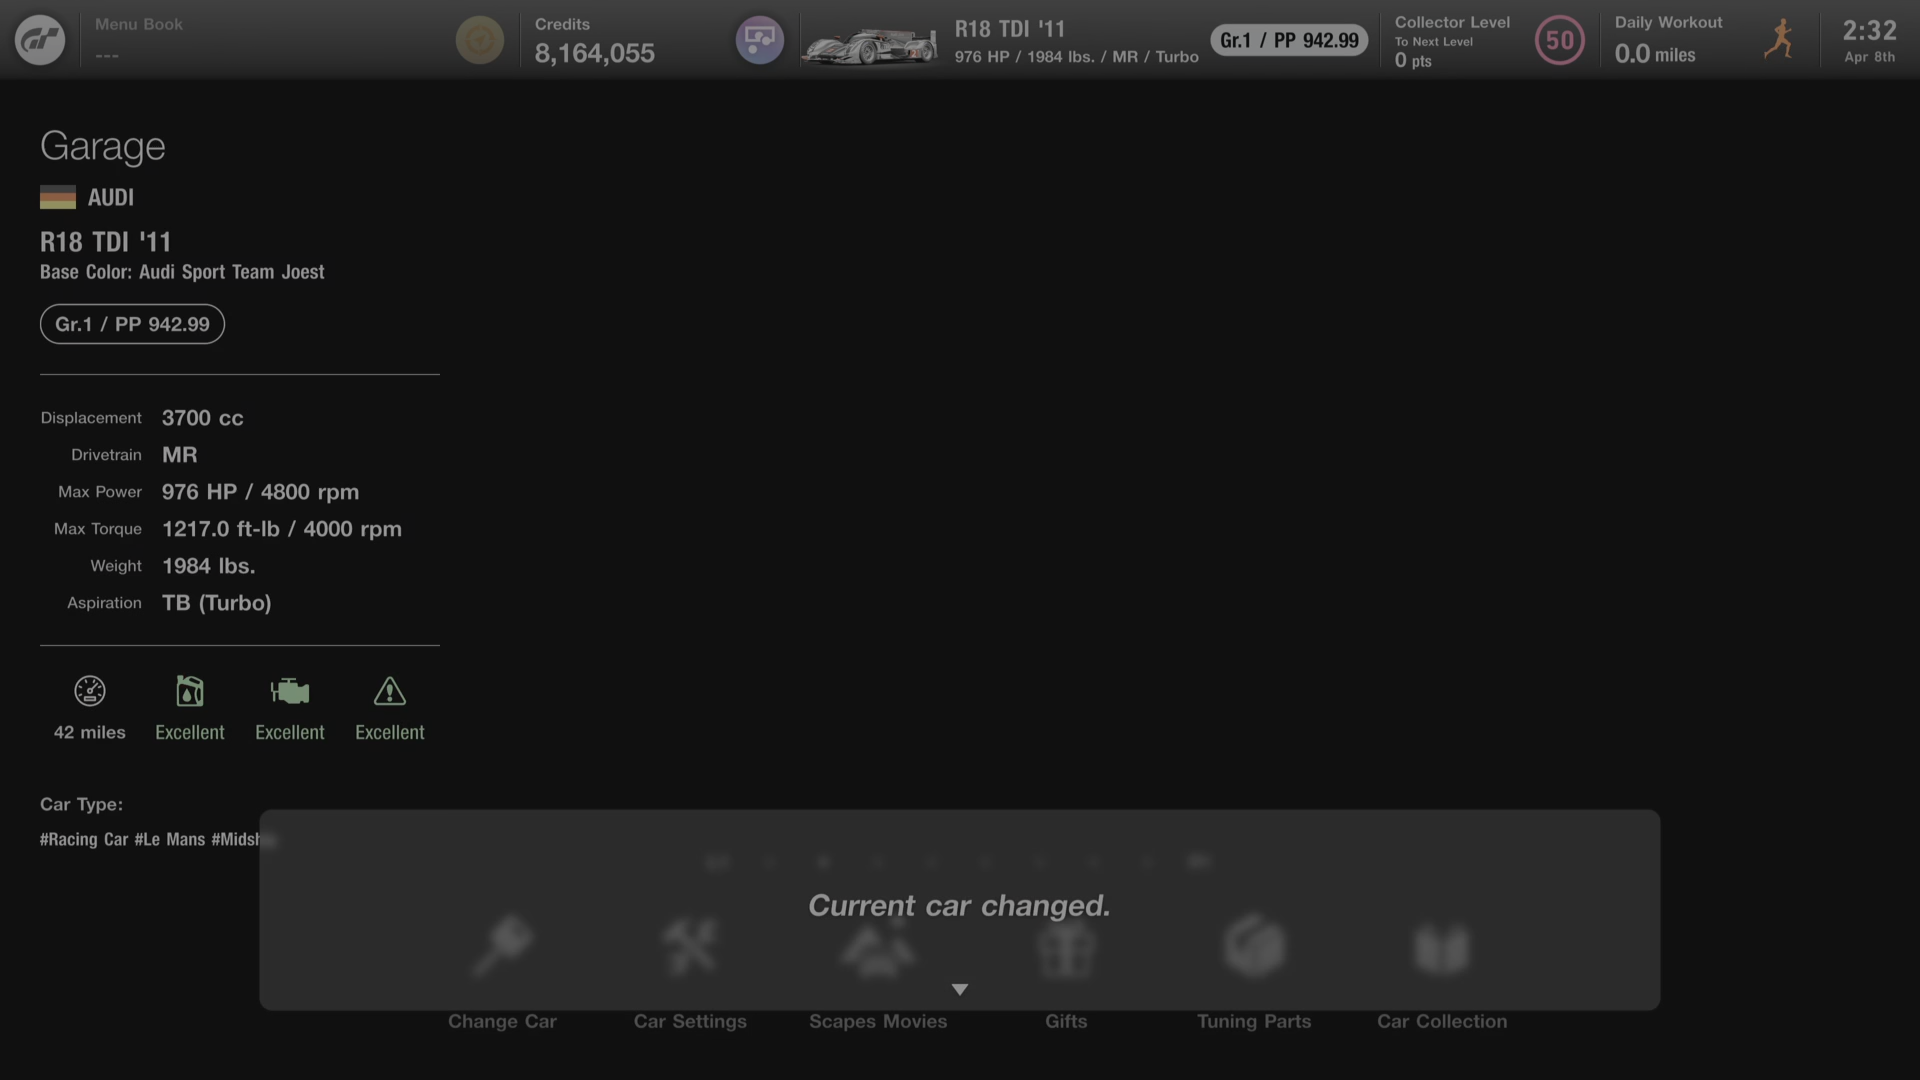 Menu Book
---
Credits
8,164,055
R18 TDI '11
976 HP / 1984 lbs. / MR / Turbo
Gr.1 / PP 942.99
Collector Level
To Next Level
0 pts
50
Daily Workout
0.0 miles
2:32
Apr 8th
Garage
AUDI
R18 TDI '11
Base Color: Audi Sport Team Joest
Gr.1 / PP 942.99
Displacement 3700 cc
Drivetrain MR
Max Power 976 HP / 4800 rpm
Max Torque 1217.0 ft-lb / 4000 rpm
Weight 1984 lbs.
Aspiration TB (Turbo)
42 miles Excellent Excellent Excellent
Car Type:
#Racing Car #Le Mans
Current car changed.
Change Car Car Settings Scapes Movies Gifts Tuning Parts Car Collection